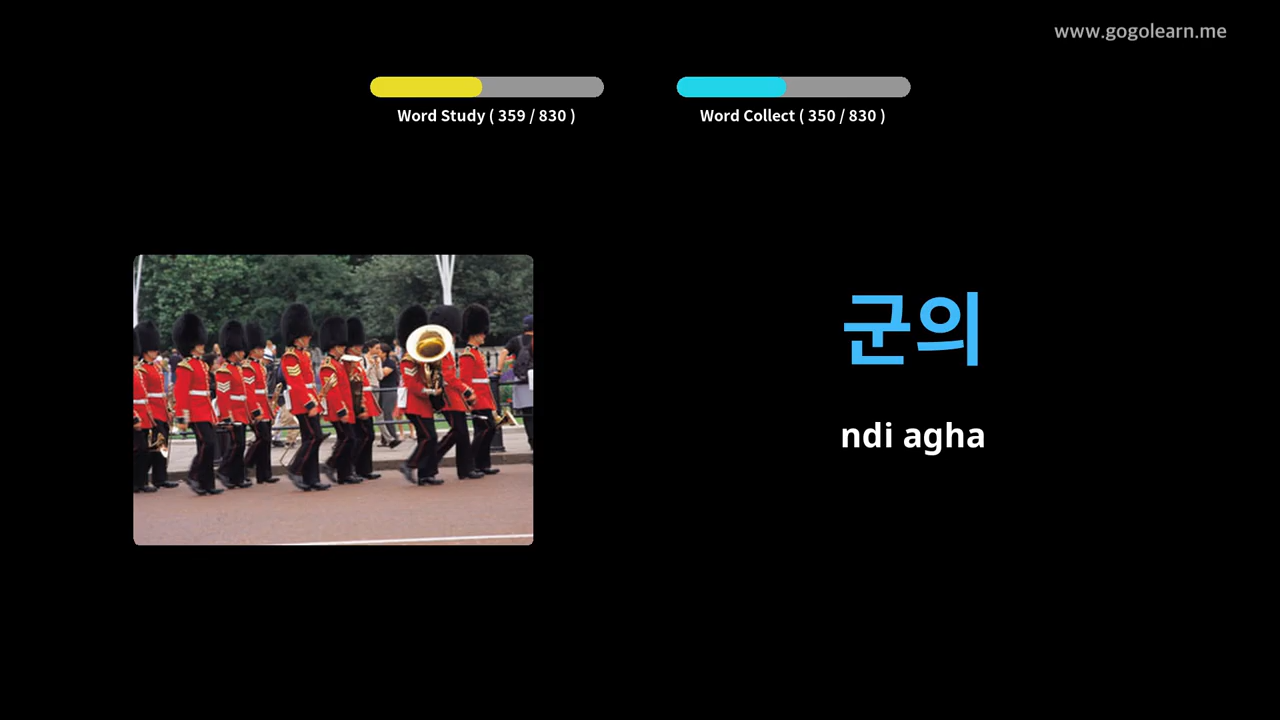 www.gogolearn.me
Word Study ( 359 / 830 )
Word Collect ( 350 / 830 )
군의
ndi agha